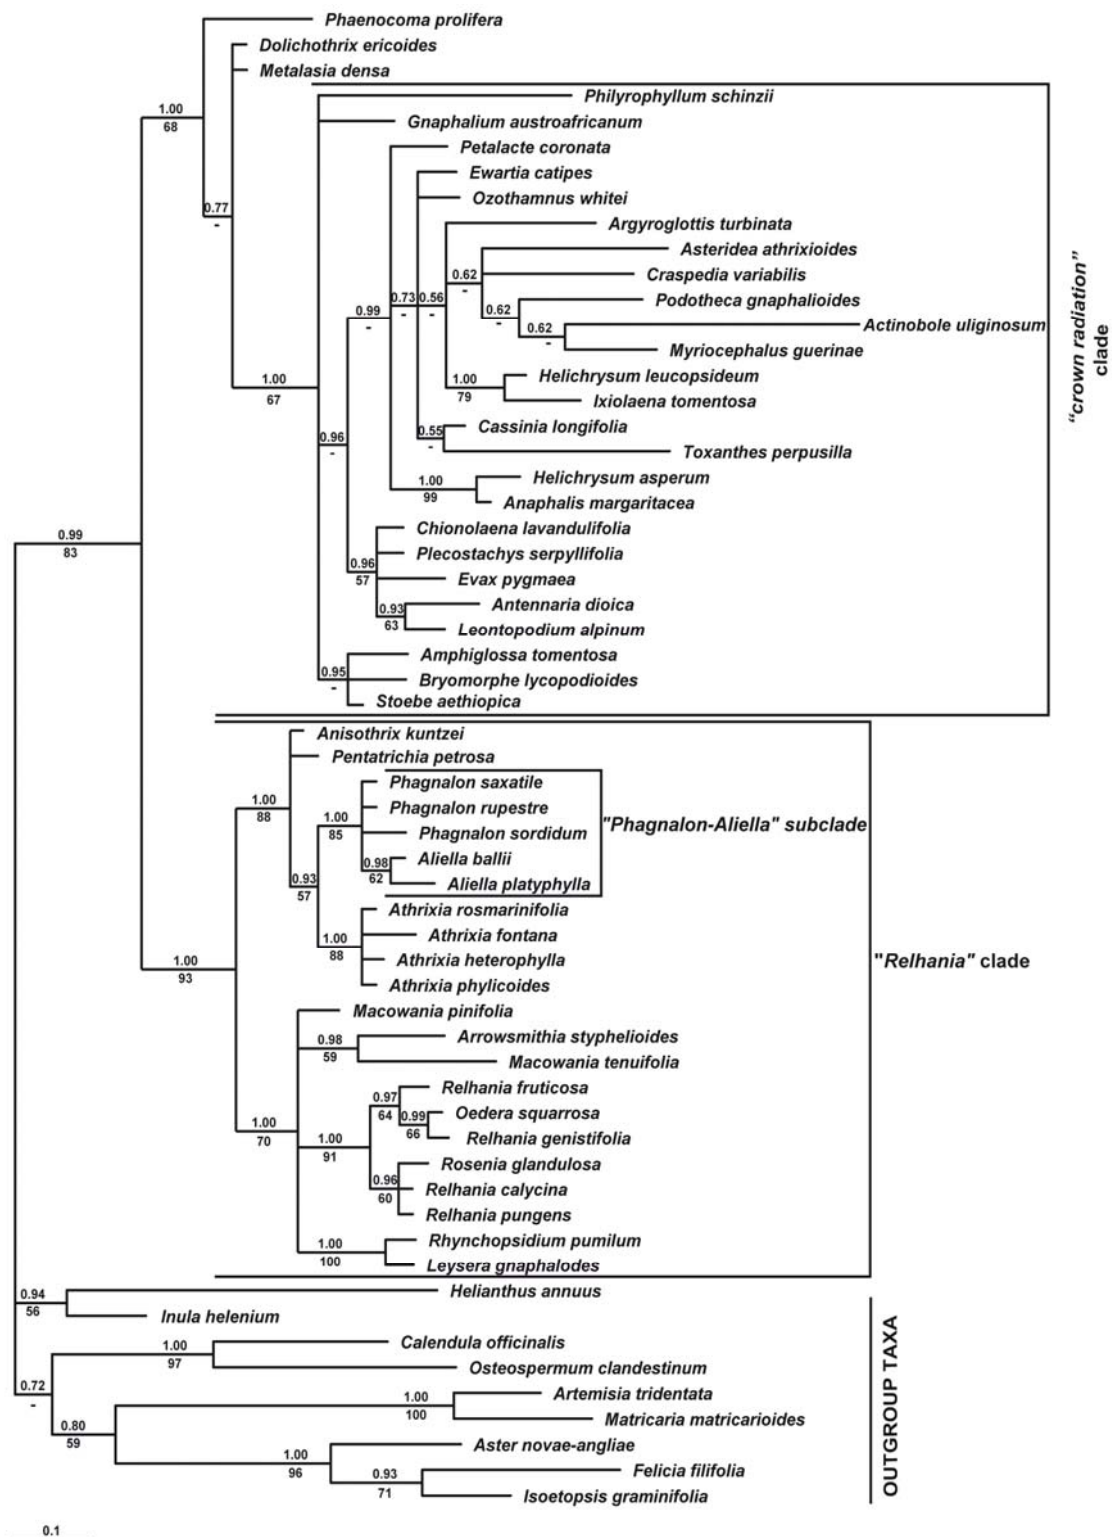 Phaenocoma prolifera
Dolichothrix ericoides
Metalasia densa
Philyrophyllum schinzii
1.00
68
Gnaphalium austroafricanum
Petalacte coronata
Ewartia catipes
Ozothamnus whitei
0.77
-
Argyroglottis turbinata
Asteridea athrixioides
0.62
-
Craspedia variabilis
Podotheca gnaphalioides
0.99
-
0.73
-
0.56
-
0.62
-
Actinobole uliginosum
0.62
-
Myriocephalus guerinae
Helichrysum leucopsideum
1.00
67
1.00
79
Ixiolaena tomentosa
Cassinia longifolia
0.96
-
0.55
-
Toxanthes perpusilla
Helichrysum asperum
1.00
99
Anaphalis margaritacea
Chionolaena lavandulifolia
Plecostachys serpyllifolia
0.99
83
0.96
57
Evax pygmaea
Antennaria dioica
0.93
63
Leontopodium alpinum
Amphiglossa tomentosa
0.95
-
Bryomorphe lycopodioides
Stoebe aethiopica
"crown radiation"
clade
Anisothrix kuntzei
Pentatrichia petrosa
Phagnalon saxatile
1.00
88
Phagnalon rupestre
1.00
85
Phagnalon sordidum
"Phagnalon-Aliella" subclade
Aliella ballii
0.98
62
0.93
57
Aliella platyphylla
Athrixia rosmarinifolia
Athrixia fontana
1.00
88
Athrixia heterophylla
1.00
93
Athrixia phylicoides
"Relhania" clade
Macowania pinifolia
Arrowsmithia styphelioides
0.98
59
Macowania tenuifolia
Relhania fruticosa
0.97
64
Oedera squarrosa
0.99
66
1.00
70
1.00
91
Relhania genistifolia
Rosenia glandulosa
0.96
60
Relhania calycina
Relhania pungens
Rhynchopsidium pumilum
1.00
100
Leysera gnaphalodes
Helianthus annuus
0.94
56
Inula helenium
Calendula officinalis
1.00
97
Osteospermum clandestinum
0.72
-
Artemisia tridentata
1.00
100
Matricaria matricarioides
0.80
59
Aster novae-angliae
1.00
96
Felicia filifolia
0.93
71
Isoetopsis graminifolia
OUTGROUP TAXA
0.1